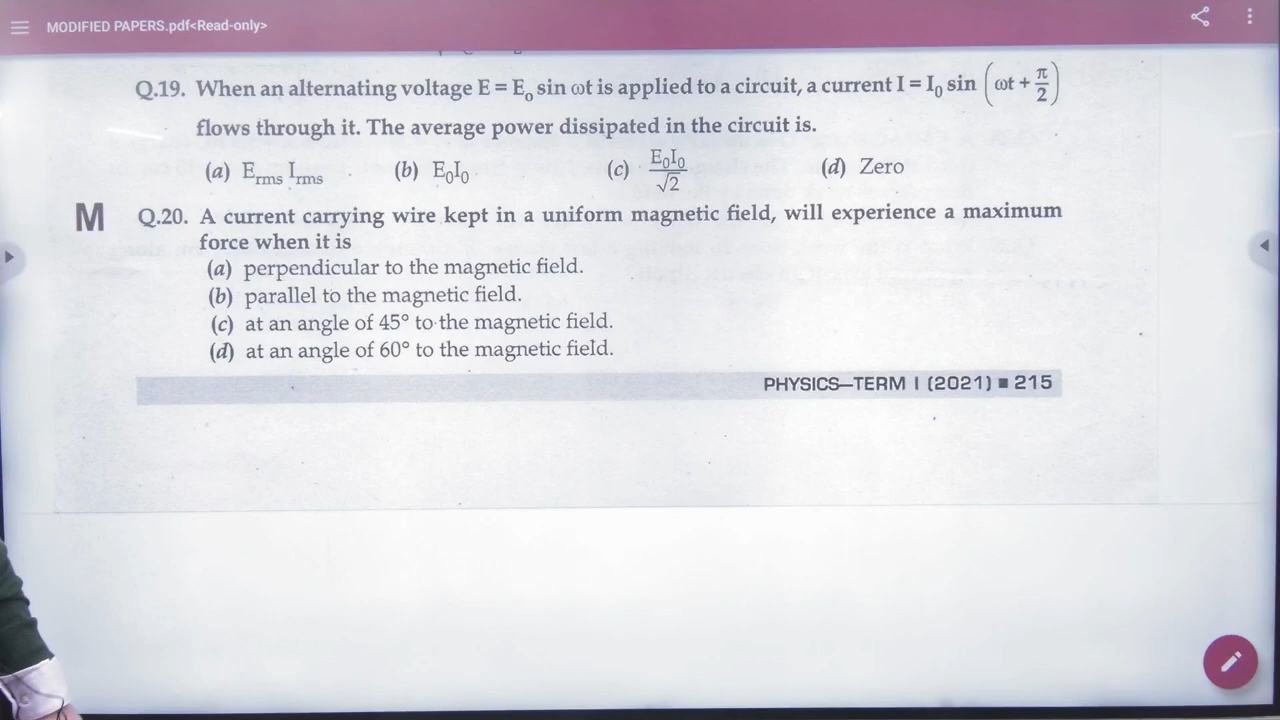 MODIFIED PAPERS.pdf<Read-only>
Q.19. When an alternating voltage E = E₀ sin ωt is applied to a circuit, a current I = I₀ sin (ωt + π/2)
flows through it. The average power dissipated in the circuit is.
(a) Erms Irms (b) E₀I₀ (c) E₀I₀/√2 (d) Zero
M Q.20. A current carrying wire kept in a uniform magnetic field, will experience a maximum
force when it is
(a) perpendicular to the magnetic field.
(b) parallel to the magnetic field.
(c) at an angle of 45° to the magnetic field.
(d) at an angle of 60° to the magnetic field.
PHYSICS—TERM I (2021) ■ 215